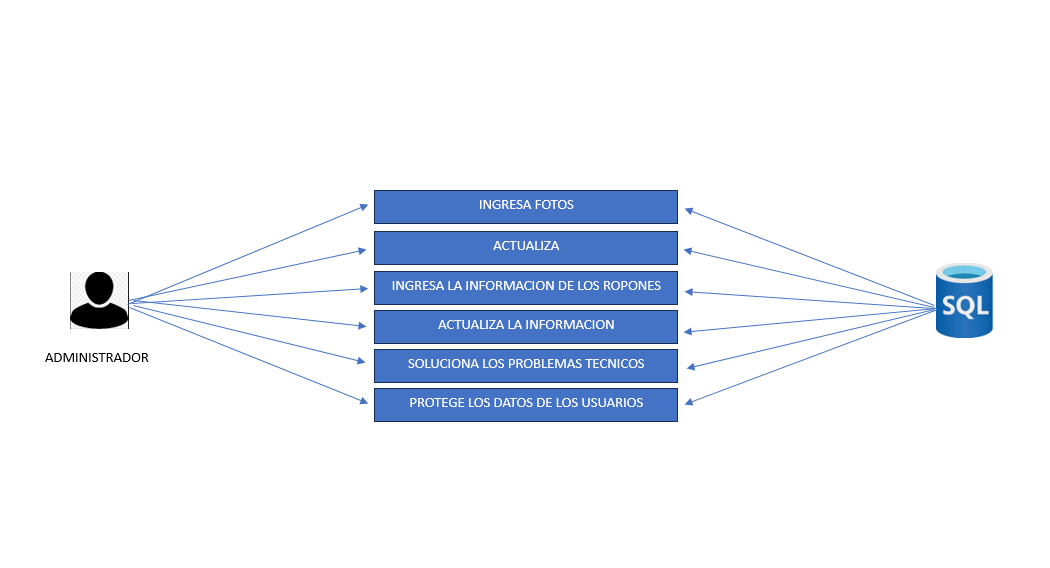 INGRESA FOTOS
ACTUALIZA
INGRESA LA INFORMACION DE LOS ROPONES
ACTUALIZA LA INFORMACION
SOLUCIONA LOS PROBLEMAS TECNICOS
PROTEGE LOS DATOS DE LOS USUARIOS
ADMINISTRADOR
SQL